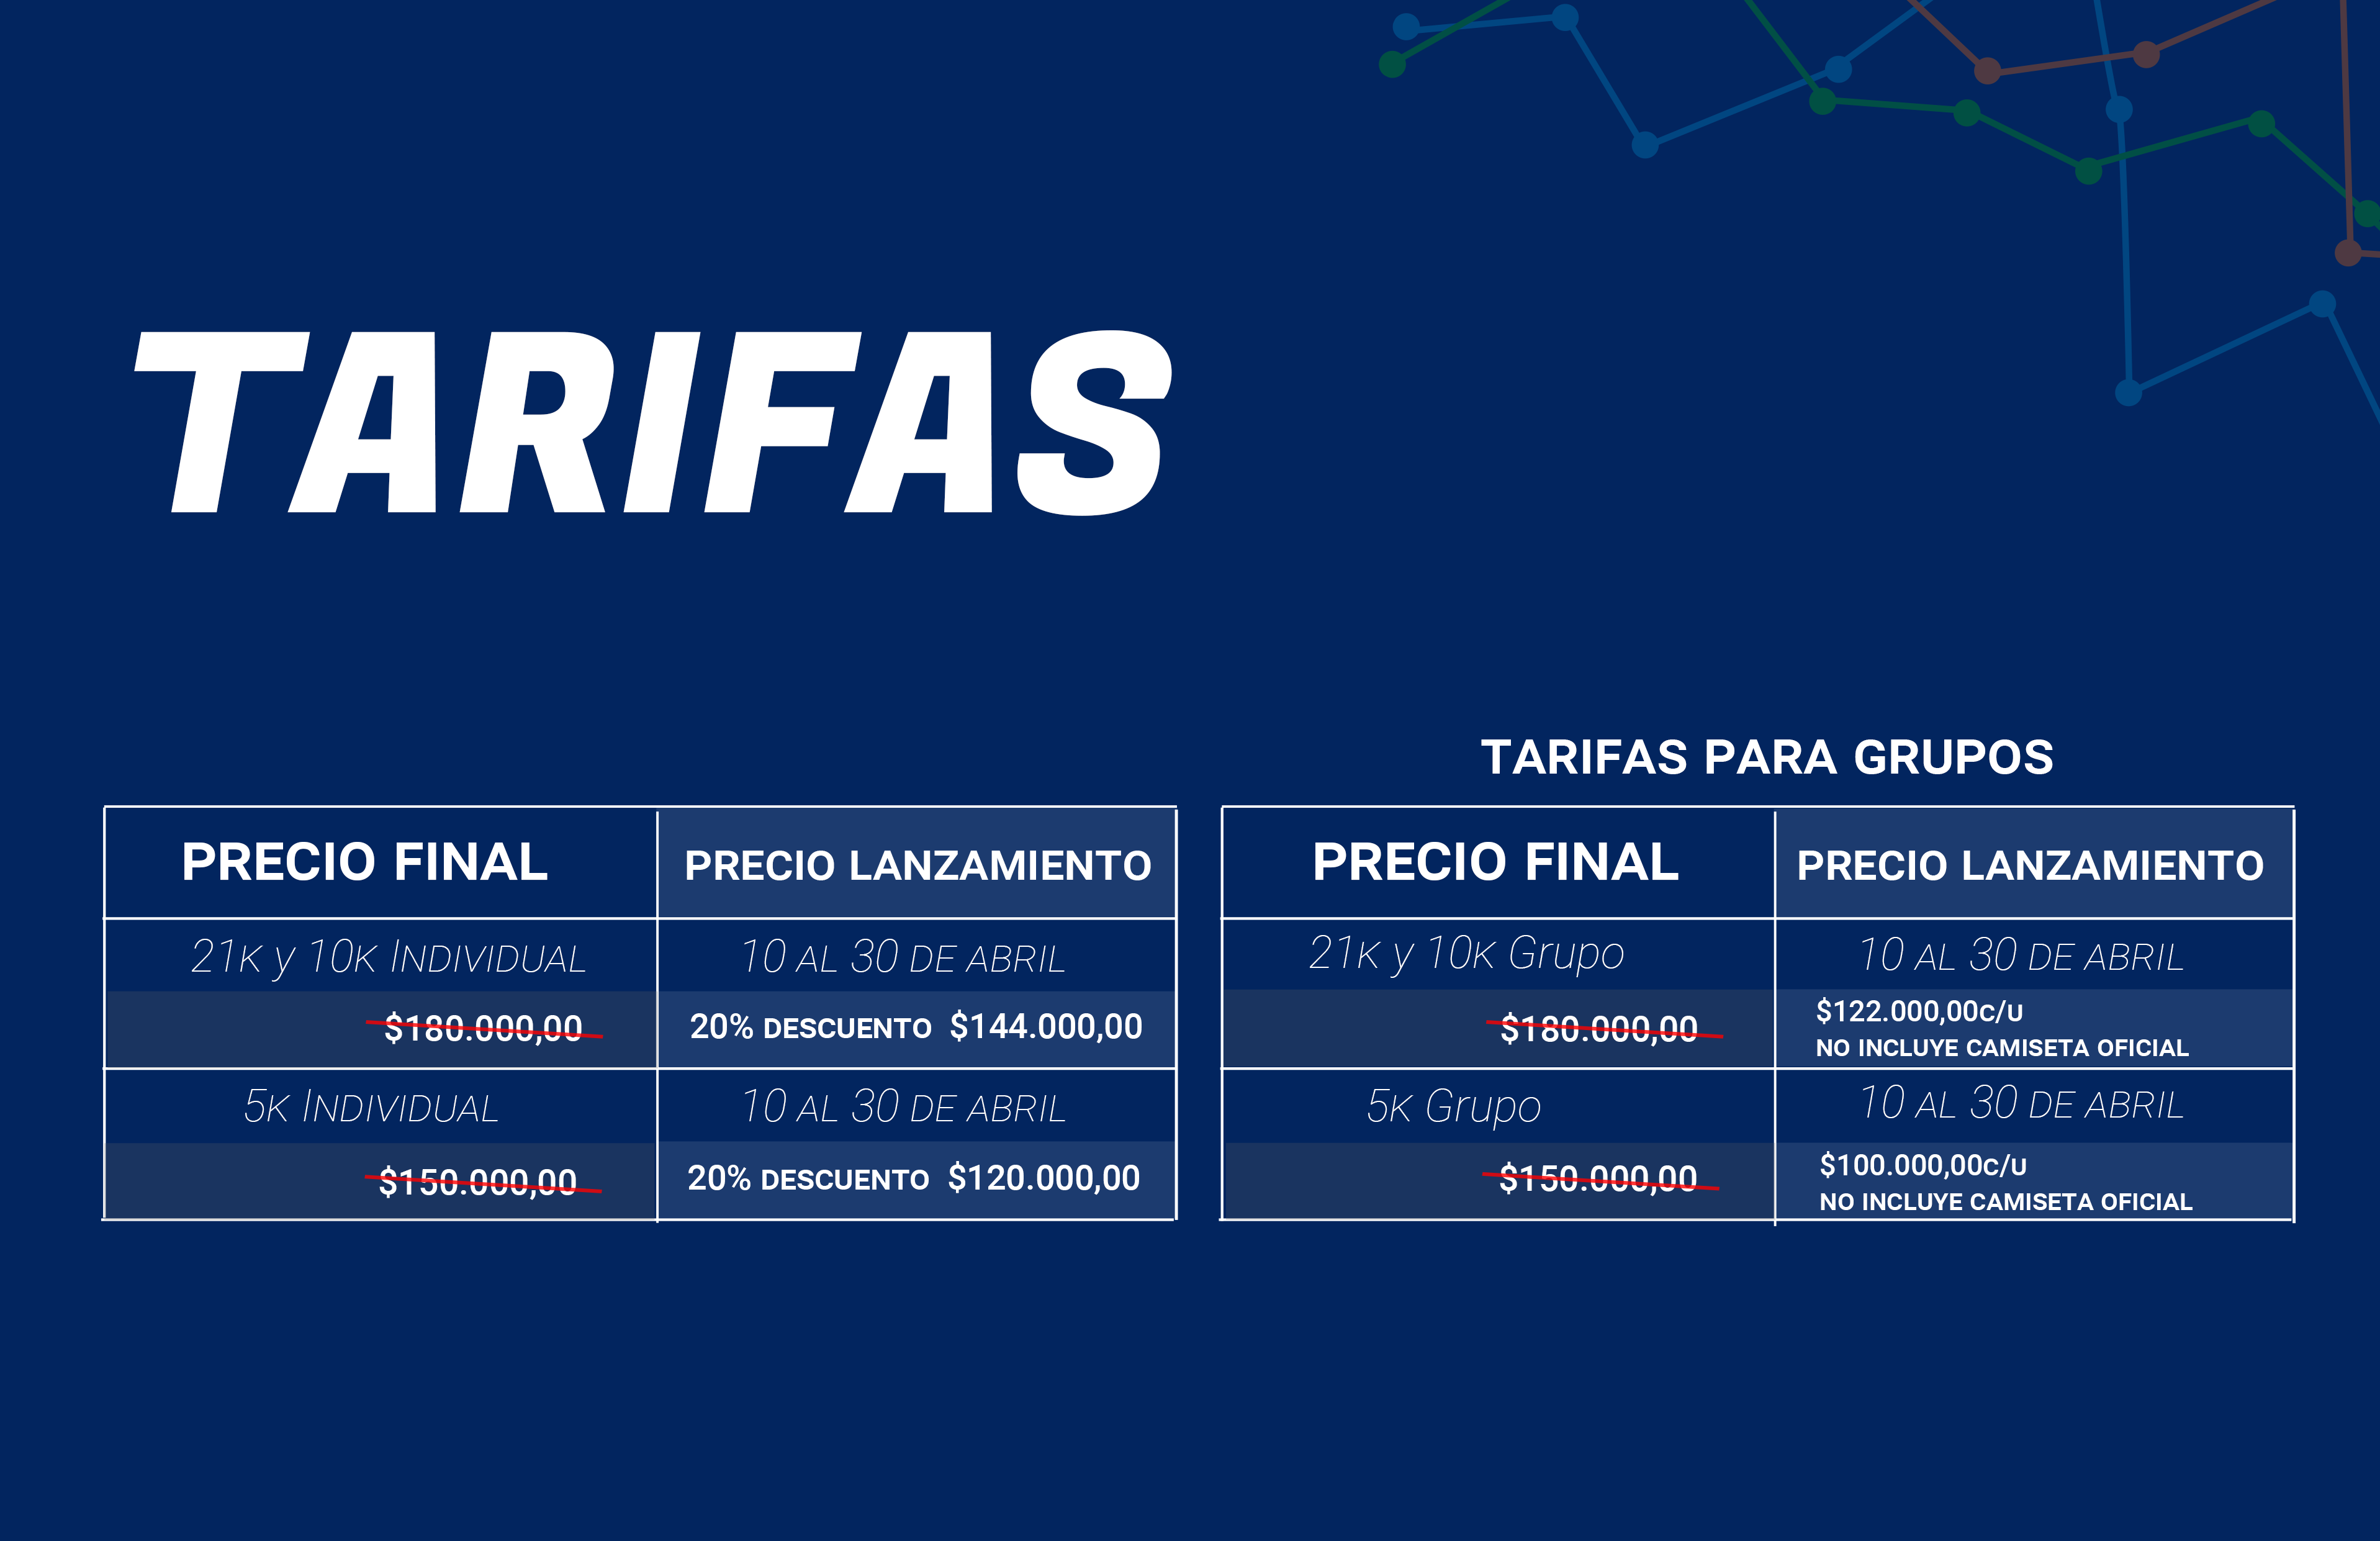 TARIFAS
PRECIO FINAL
PRECIO LANZAMIENTO
21K y 10K INDIVIDUAL
10 AL 30 DE ABRIL
$180.000,00
20% DESCUENTO $144.000,00
5K INDIVIDUAL
10 AL 30 DE ABRIL
$150.000,00
20% DESCUENTO $120.000,00
TARIFAS PARA GRUPOS
PRECIO FINAL
PRECIO LANZAMIENTO
21K y 10K Grupo
10 AL 30 DE ABRIL
$180.000,00
$122.000,00C/U
NO INCLUYE CAMISETA OFICIAL
5K Grupo
10 AL 30 DE ABRIL
$150.000,00
$100.000,00C/U
NO INCLUYE CAMISETA OFICIAL